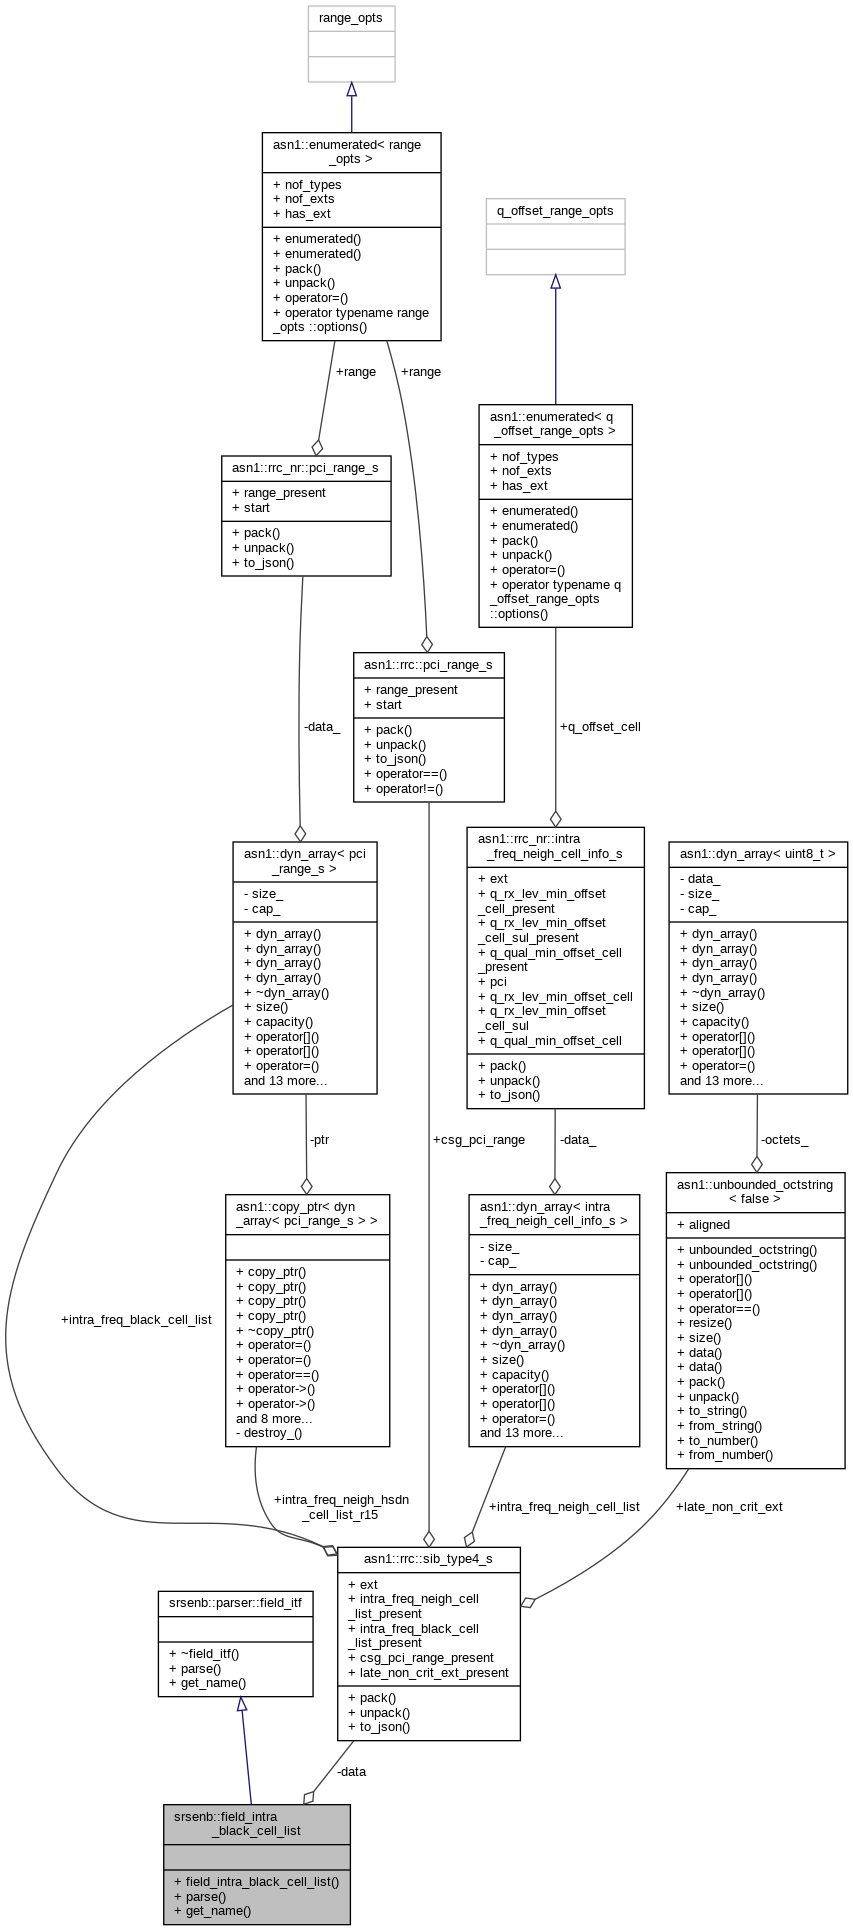 range_opts
asn1::enumerated< range
_opts >
+ nof_types
+ nof_exts
+ has_ext
+ enumerated()
+ enumerated()
+ pack()
+ unpack()
+ operator=()
+ operator typename range
_opts ::options()
q_offset_range_opts
+range
+range
asn1::enumerated< q
_offset_range_opts >
+ nof_types
+ nof_exts
+ has_ext
+ enumerated()
+ enumerated()
+ pack()
+ unpack()
+ operator=()
+ operator typename q
_offset_range_opts
::options()
asn1::rrc_nr::pci_range_s
+ range_present
+ start
+ pack()
+ unpack()
+ to_json()
asn1::rrc::pci_range_s
+ range_present
+ start
+ pack()
+ unpack()
+ to_json()
+ operator==()
+ operator!=()
-data_
+q_offset_cell
asn1::dyn_array< pci
_range_s >
- size_
- cap_
+ dyn_array()
+ dyn_array()
+ dyn_array()
+ dyn_array()
+ ~dyn_array()
+ size()
+ capacity()
+ operator[]()
+ operator[]()
+ operator=()
and 13 more...
asn1::rrc_nr::intra
_freq_neigh_cell_info_s
+ ext
+ q_rx_lev_min_offset
_cell_present
+ q_rx_lev_min_offset
_cell_sul_present
+ q_qual_min_offset_cell
_present
+ pci
+ q_rx_lev_min_offset_cell
+ q_rx_lev_min_offset
_cell_sul
+ q_qual_min_offset_cell
+ pack()
+ unpack()
+ to_json()
asn1::dyn_array< uint8_t >
- data_
- size_
- cap_
+ dyn_array()
+ dyn_array()
+ dyn_array()
+ dyn_array()
+ ~dyn_array()
+ size()
+ capacity()
+ operator[]()
+ operator[]()
+ operator=()
and 13 more...
-ptr
+csg_pci_range
-data_
-octets_
asn1::copy_ptr< dyn
_array< pci_range_s > >
+ copy_ptr()
+ copy_ptr()
+ copy_ptr()
+ copy_ptr()
+ ~copy_ptr()
+ operator=()
+ operator=()
+ operator==()
+ operator->()
+ operator->()
and 8 more...
- destroy_()
asn1::dyn_array< intra
_freq_neigh_cell_info_s >
- size_
- cap_
+ dyn_array()
+ dyn_array()
+ dyn_array()
+ dyn_array()
+ ~dyn_array()
+ size()
+ capacity()
+ operator[]()
+ operator[]()
+ operator=()
and 13 more...
asn1::unbounded_octstring
< false >
+ aligned
+ unbounded_octstring()
+ unbounded_octstring()
+ operator[]()
+ operator[]()
+ operator==()
+ resize()
+ size()
+ data()
+ data()
+ pack()
+ unpack()
+ to_string()
+ from_string()
+ to_number()
+ from_number()
+intra_freq_black_cell_list
+intra_freq_neigh_hsdn
_cell_list_r15
+intra_freq_neigh_cell_list
+late_non_crit_ext
asn1::rrc::sib_type4_s
+ ext
+ intra_freq_neigh_cell
_list_present
+ intra_freq_black_cell
_list_present
+ csg_pci_range_present
+ late_non_crit_ext_present
+ pack()
+ unpack()
+ to_json()
srsenb::parser::field_itf
+ ~field_itf()
+ parse()
+ get_name()
-data
srsenb::field_intra
_black_cell_list
+ field_intra_black_cell_list()
+ parse()
+ get_name()